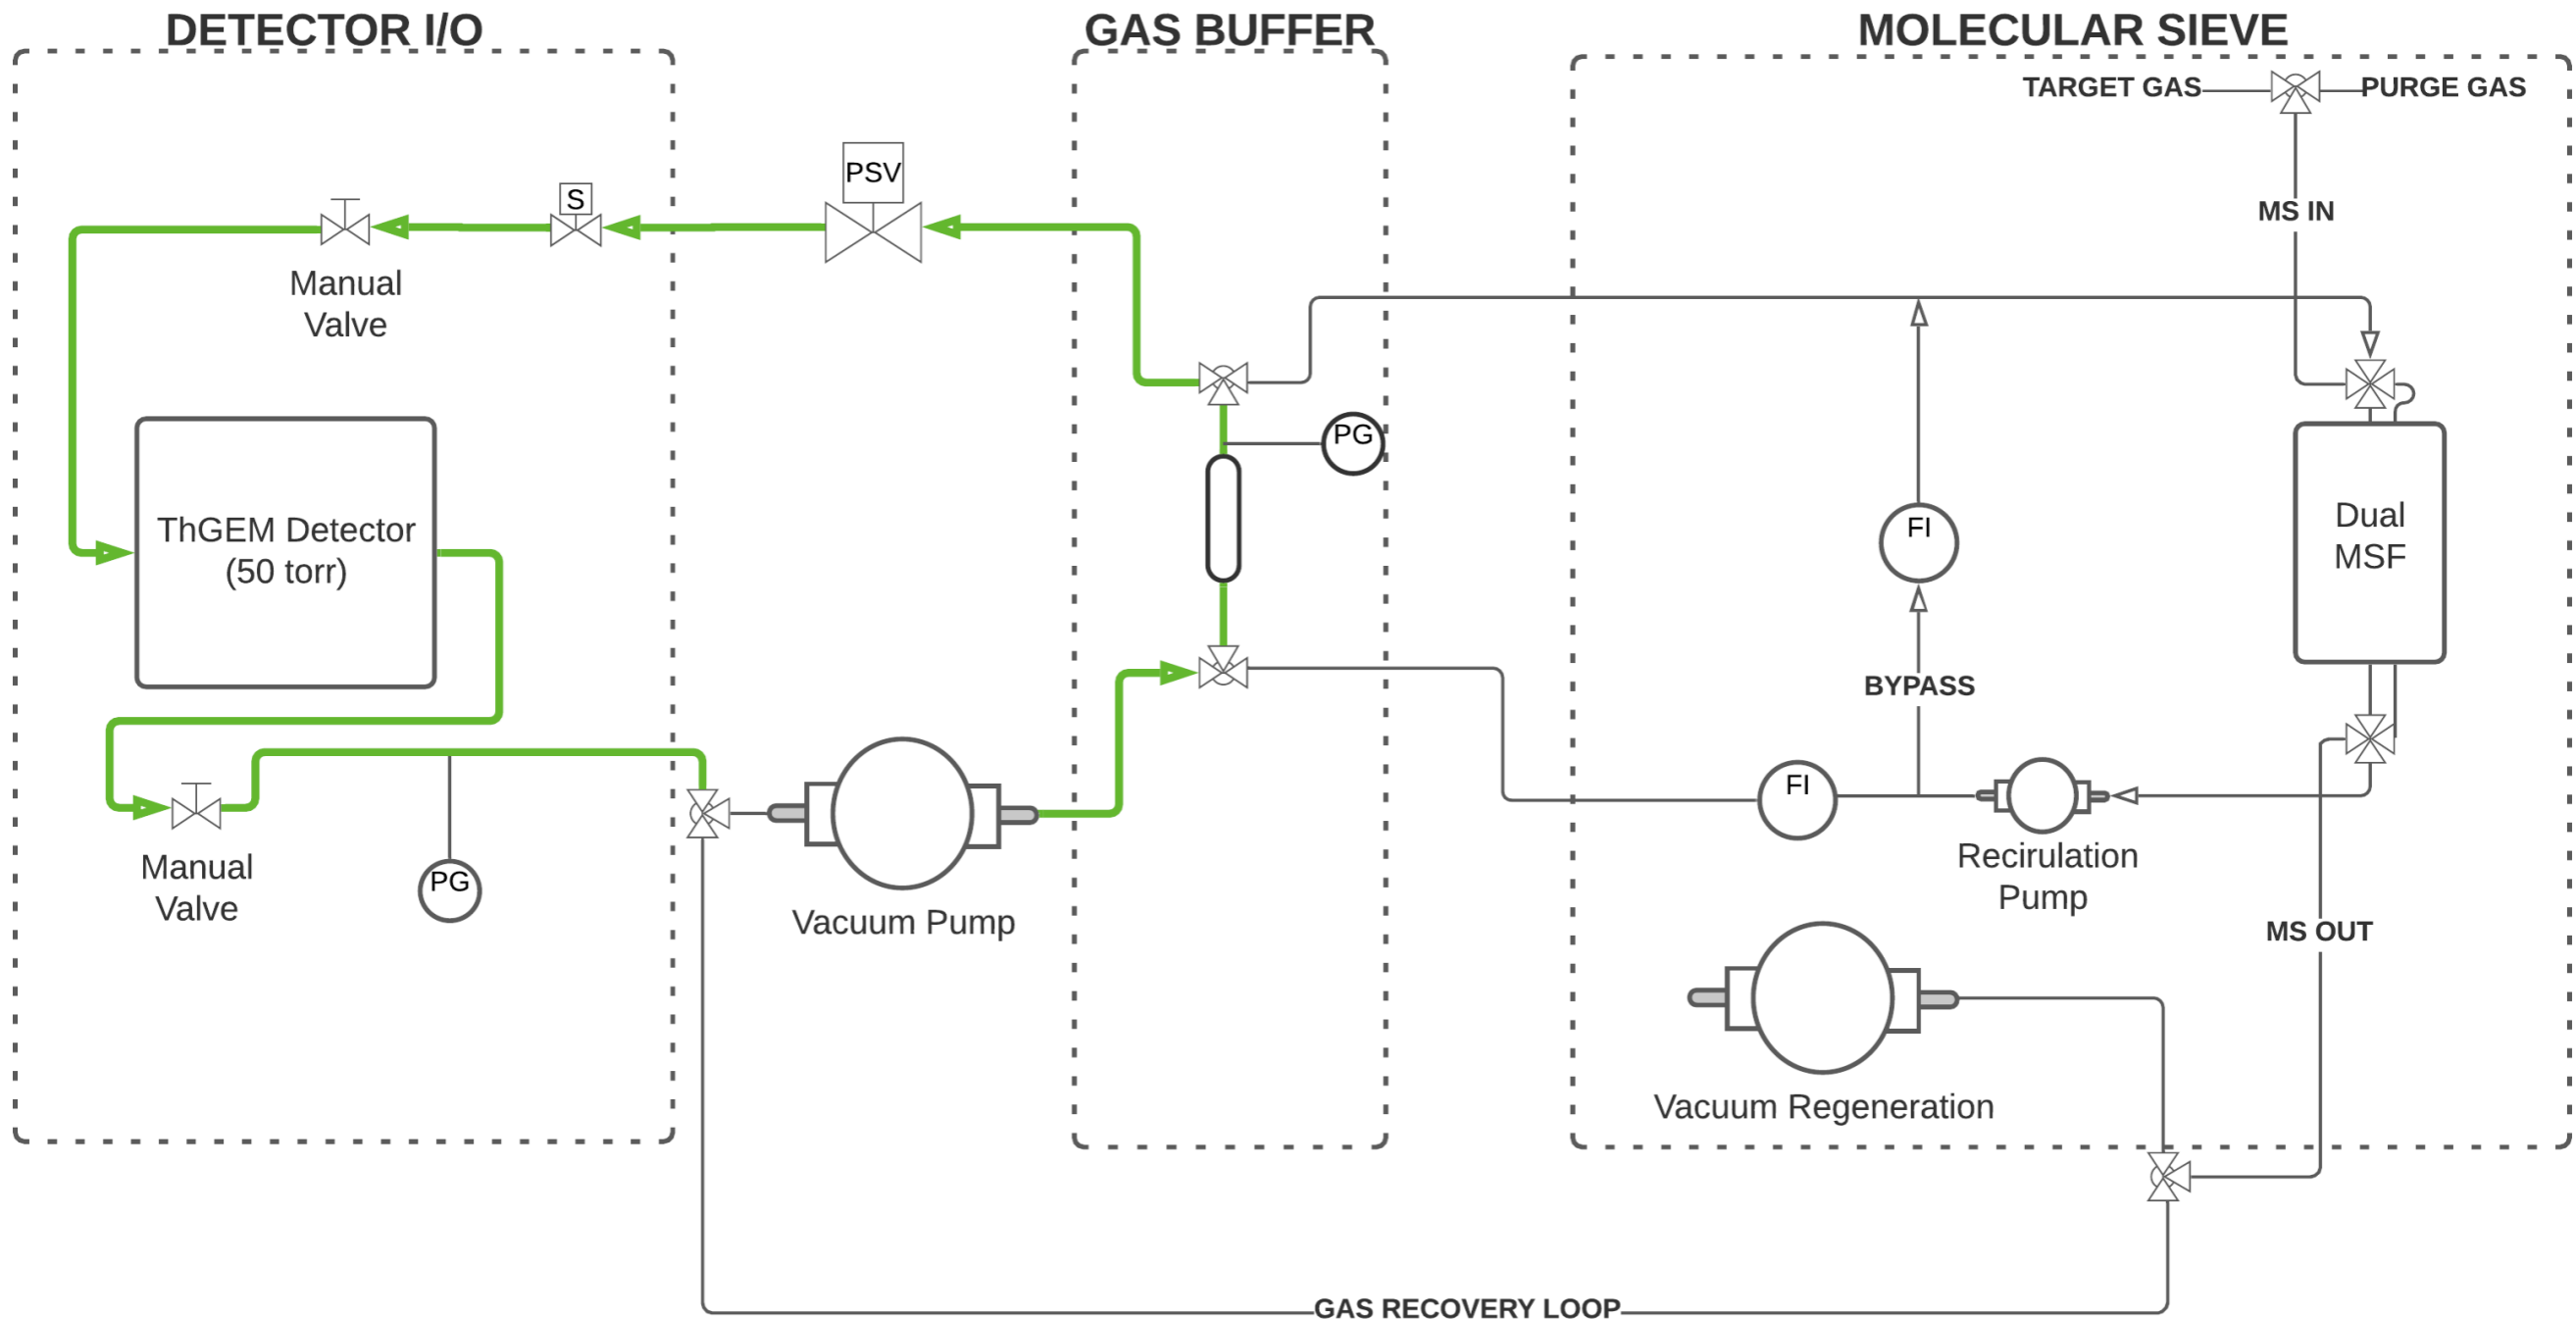 DETECTOR I/O
GAS BUFFER
MOLECULAR SIEVE
TARGET GAS
PURGE GAS
PSV
S
MS IN
Manual
Valve
PG
ThGEM Detector
(50 torr)
FI
Dual
MSF
BYPASS
FI
Manual
Valve
PG
Vacuum Pump
Recirulation
Pump
MS OUT
Vacuum Regeneration
GAS RECOVERY LOOP